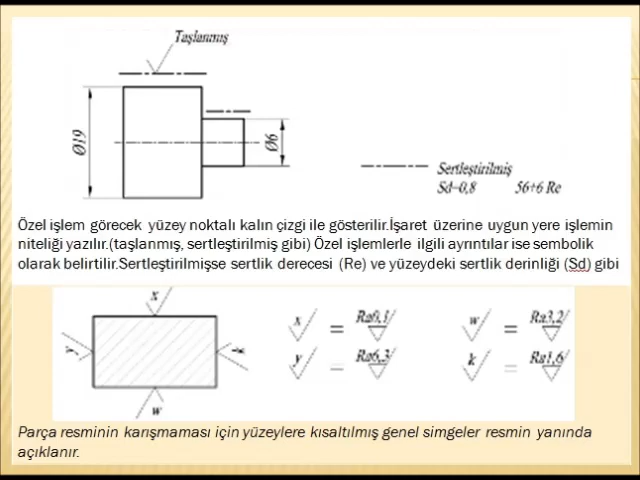 Taşlanmış
Ø19
Ø6
Sertleştirilmiş
Sd=0,8 56+6 Re
Özel işlem görecek yüzey noktalı kalın çizgi ile gösterilir.İşaret üzerine uygun yere işlemin
niteliği yazılır.(taşlanmış, sertleştirilmiş gibi) Özel işlemlerle ilgili ayrıntılar ise sembolik
olarak belirtilir.Sertleştirilmişse sertlik derecesi (Re) ve yüzeydeki sertlik derinliği (Sd) gibi
x
y
k
w
x = Ra0,1/
w = Ra3,2/
y = Ra6,3/
k = Ra1,6/
Parça resminin karışmaması için yüzeylere kısaltılmış genel simgeler resmin yanında
açıklanır.